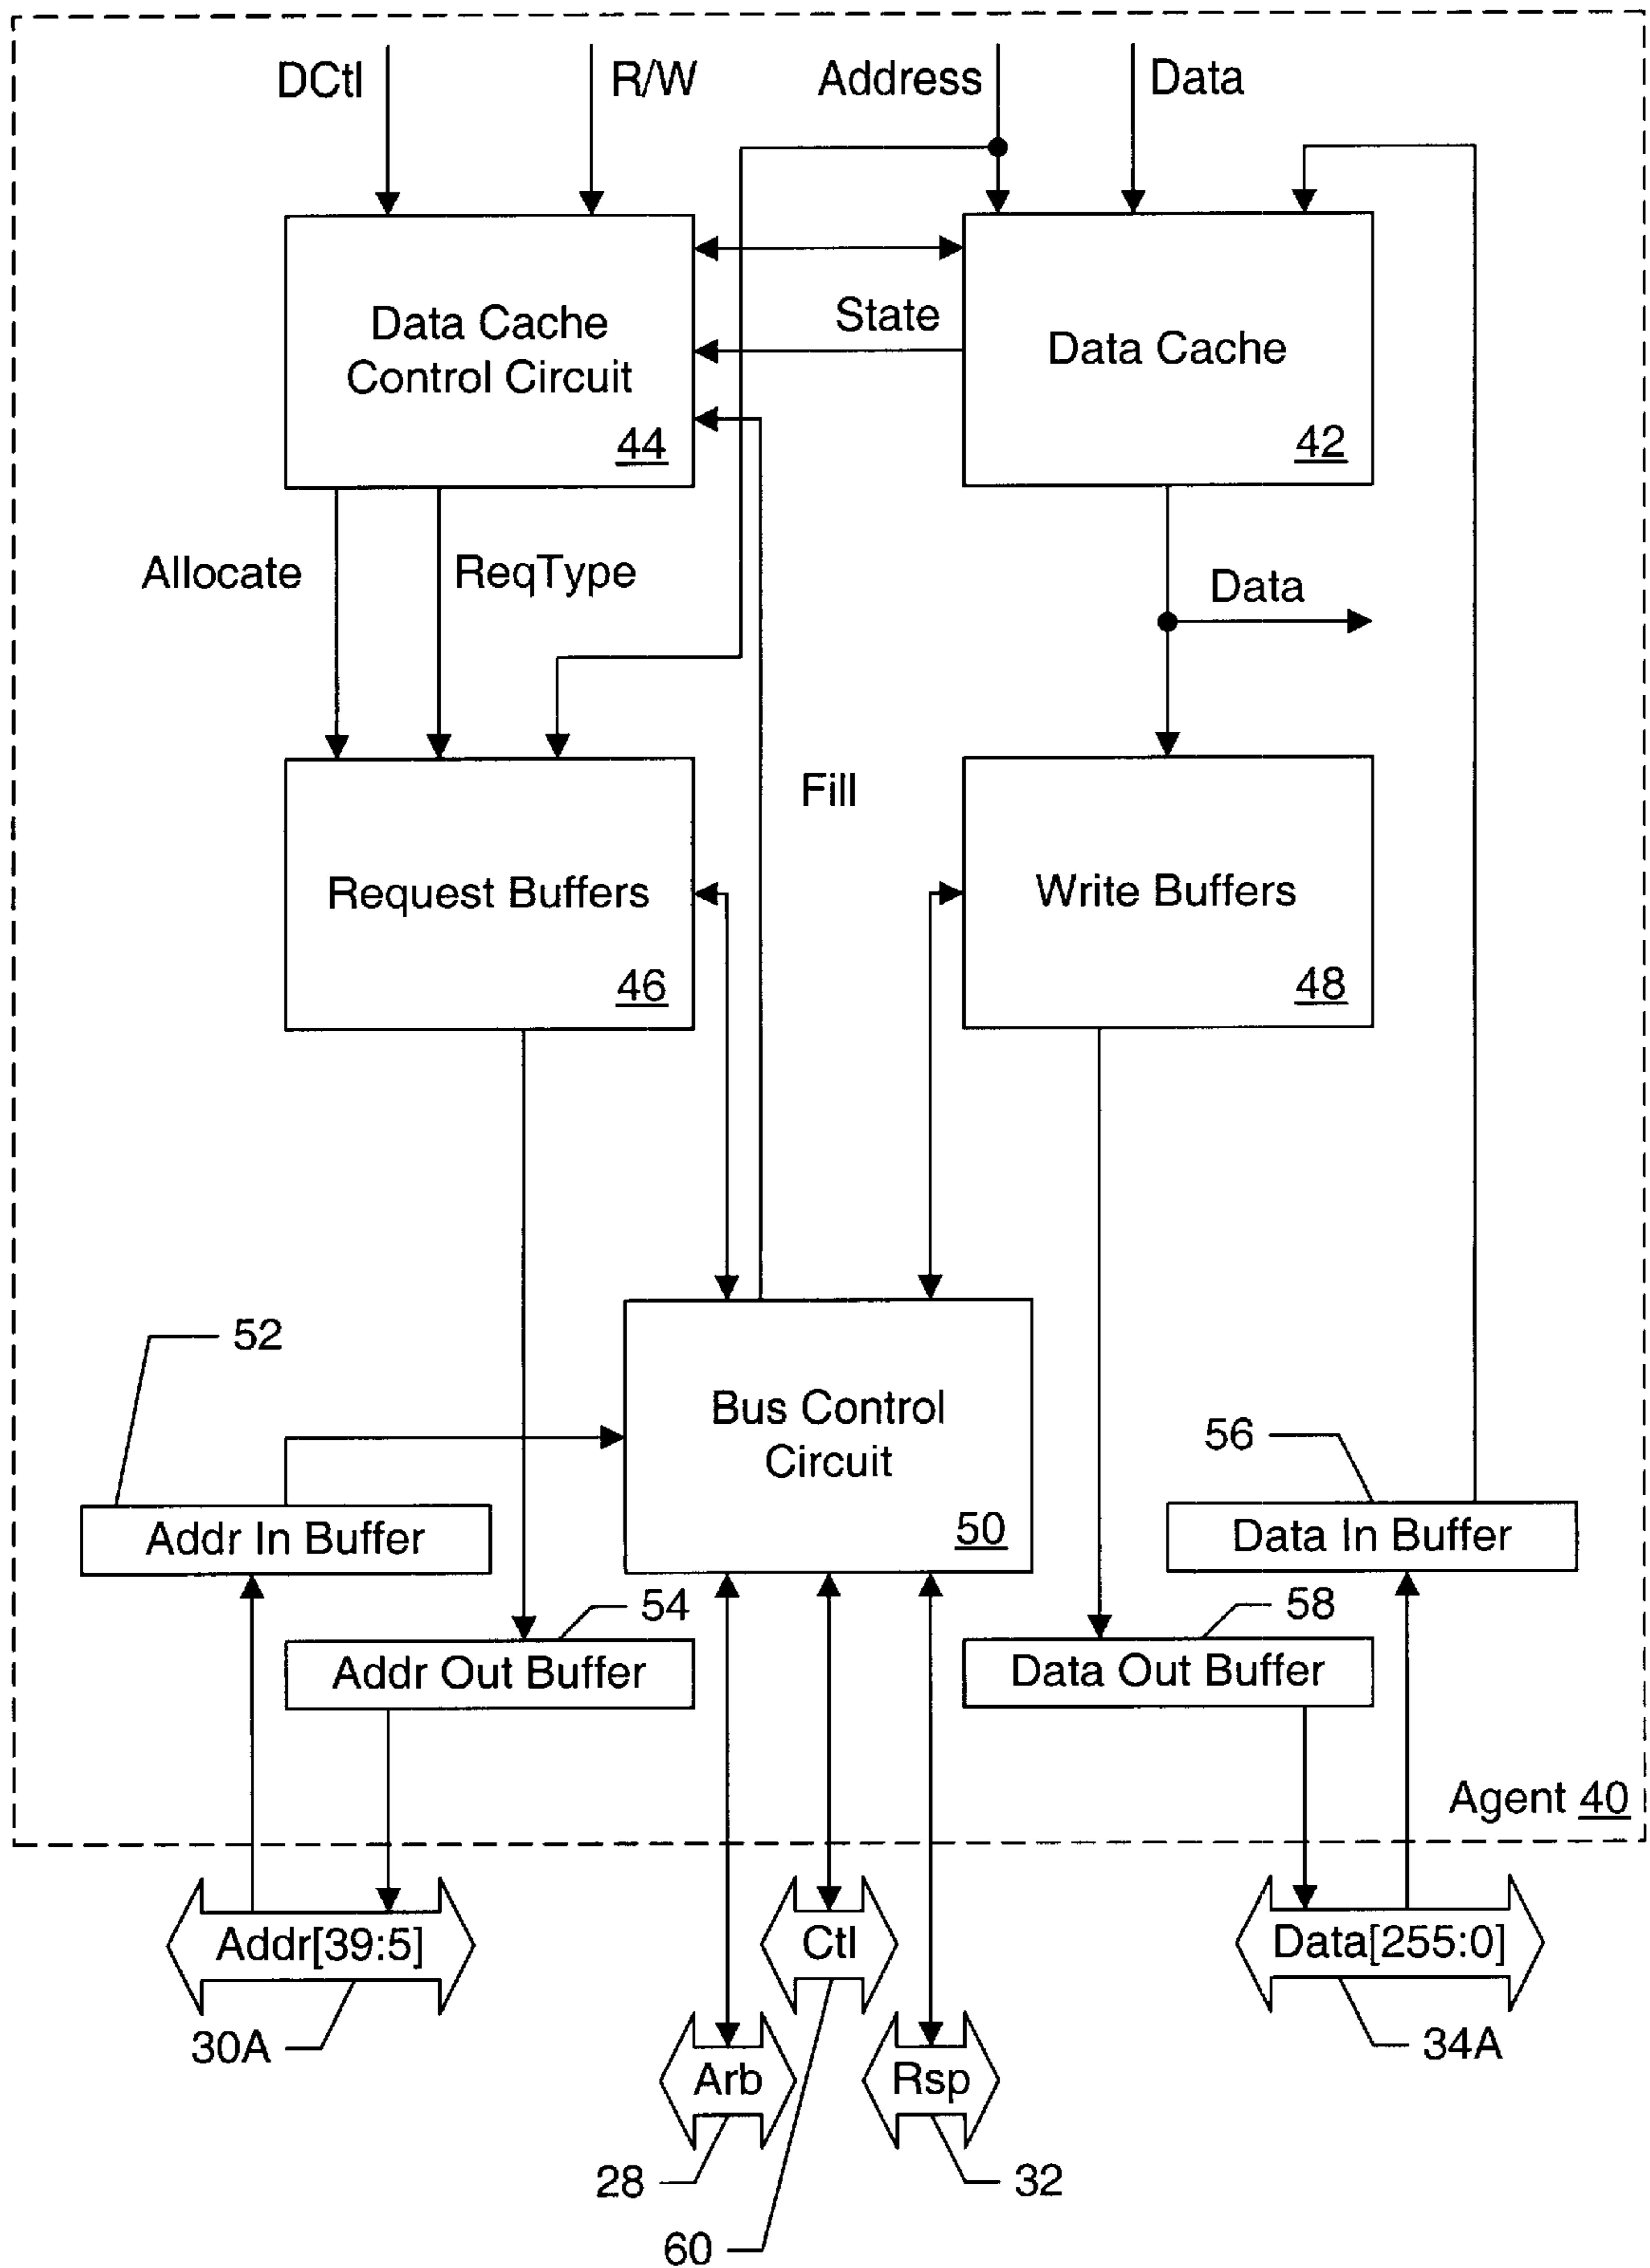 DCtl
R/W
Address
Data
Data Cache
Control Circuit
44
State
Data Cache
42
Allocate
ReqType
Data
Request Buffers
46
Fill
Write Buffers
48
52
Bus Control
Circuit
50
56
Addr In Buffer
Data In Buffer
54
58
Addr Out Buffer
Data Out Buffer
Agent 40
Addr[39:5]
Ctl
Data[255:0]
30A
34A
Arb
Rsp
28
32
60